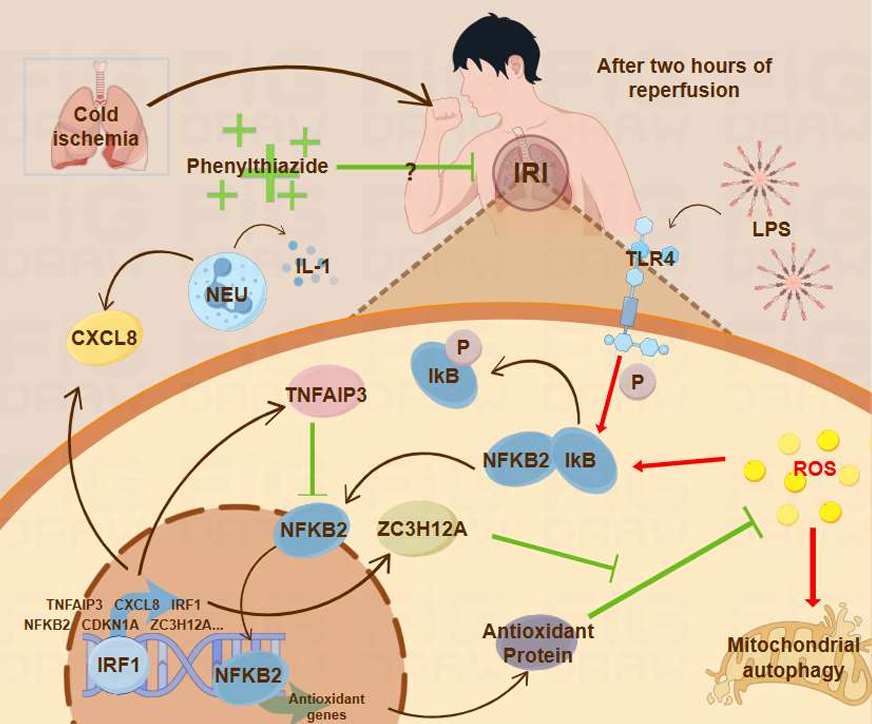 After two hours of
reperfusion
Cold
ischemia
Phenylthiazide
?
IRI
LPS
TLR4
IL-1
NEU
CXCL8
P
IkB
P
TNFAIP3
NFKB2
IkB
ROS
NFKB2
ZC3H12A
TNFAIP3 CXCL8 IRF1
NFKB2 CDKN1A ZC3H12A...
Antioxidant
Protein
Mitochondrial
autophagy
IRF1
NFKB2
Antioxidant
genes